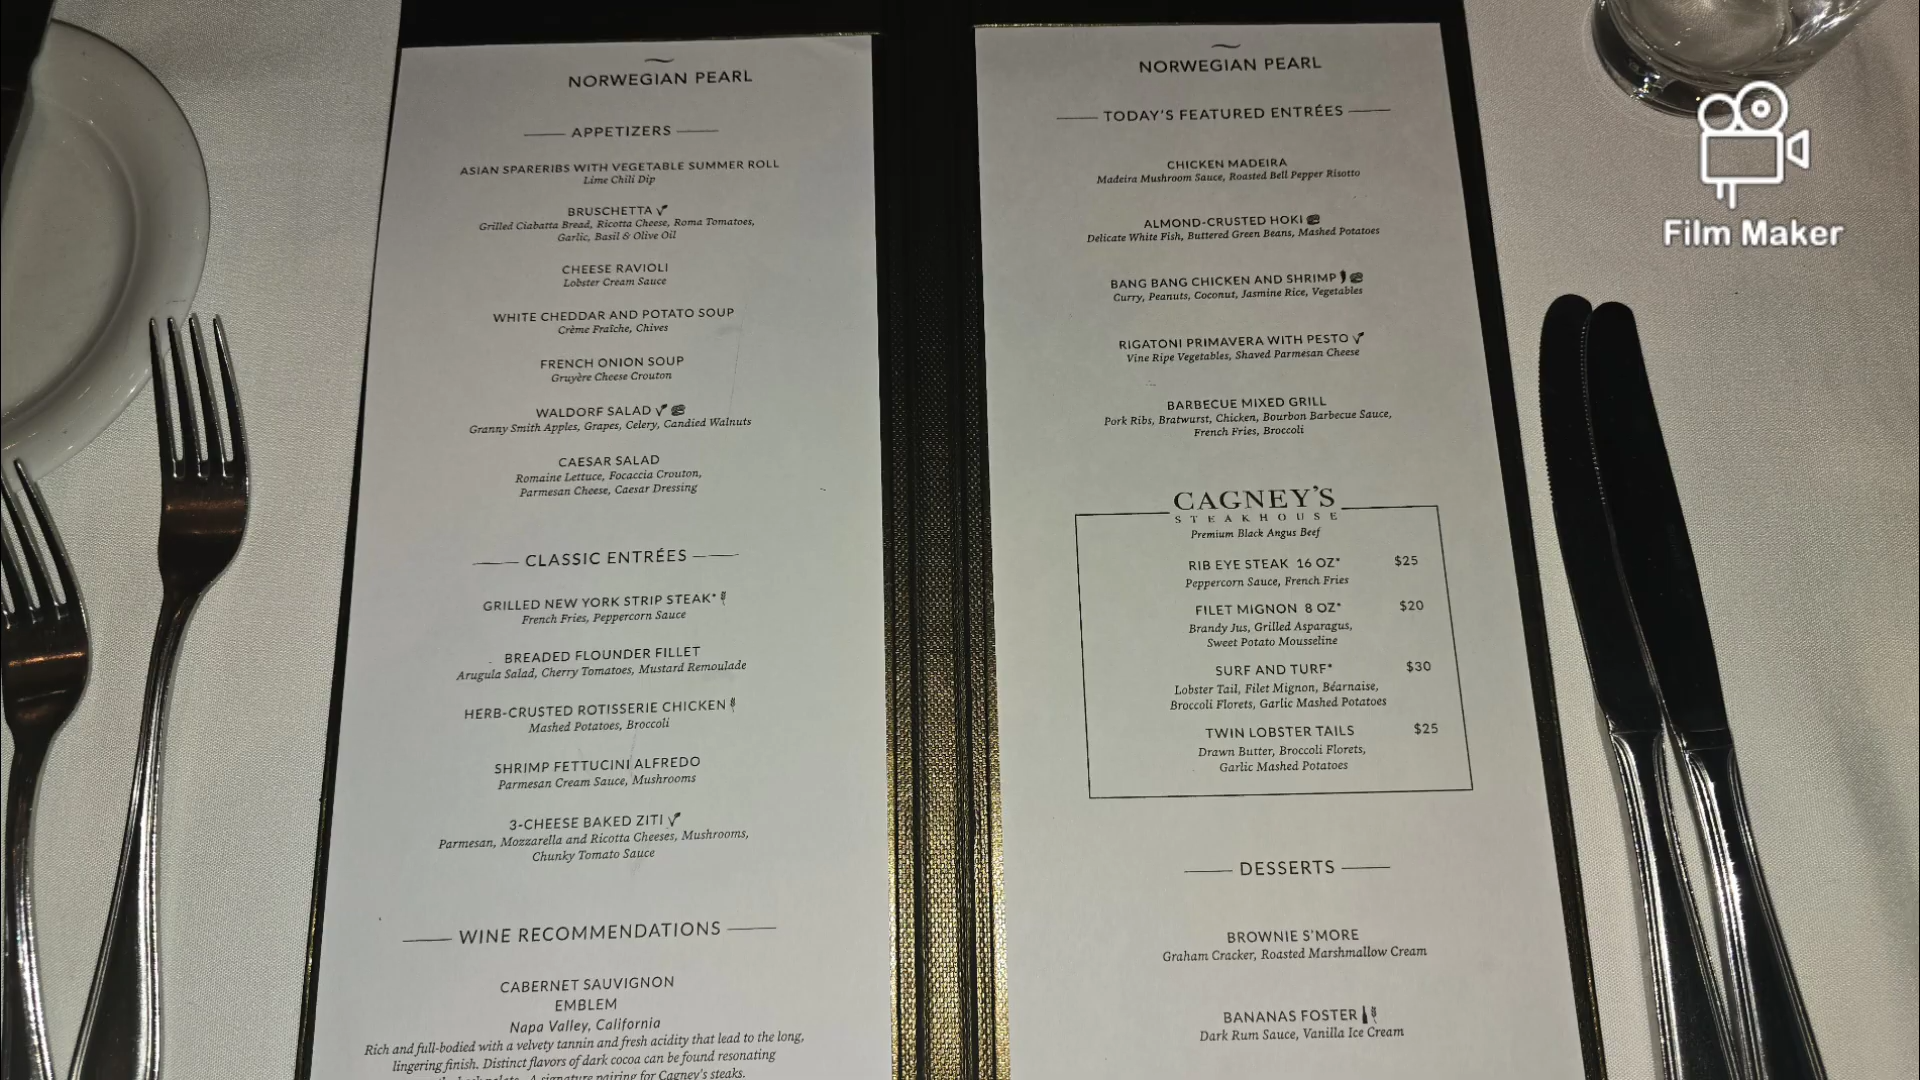 NORWEGIAN PEARL
APPETIZERS
ASIAN SPARERIBS WITH VEGETABLE SUMMER ROLL
Lime Chili Dip
BRUSCHETTA
Grilled Ciabatta Bread, Ricotta Cheese, Roma Tomatoes,
Garlic, Basil & Olive Oil
CHEESE RAVIOLI
Lobster Cream Sauce
WHITE CHEDDAR AND POTATO SOUP
Crème Fraîche, Chives
FRENCH ONION SOUP
Gruyère Cheese Crouton
WALDORF SALAD
Granny Smith Apples, Grapes, Celery, Candied Walnuts
CAESAR SALAD
Romaine Lettuce, Focaccia Crouton,
Parmesan Cheese, Caesar Dressing
CLASSIC ENTRÉES
GRILLED NEW YORK STRIP STEAK*
French Fries, Peppercorn Sauce
BREADED FLOUNDER FILLET
Arugula Salad, Cherry Tomatoes, Mustard Remoulade
HERB-CRUSTED ROTISSERIE CHICKEN
Mashed Potatoes, Broccoli
SHRIMP FETTUCINI ALFREDO
Parmesan Cream Sauce, Mushrooms
3-CHEESE BAKED ZITI
Parmesan, Mozzarella and Ricotta Cheeses, Mushrooms,
Chunky Tomato Sauce
WINE RECOMMENDATIONS
CABERNET SAUVIGNON
EMBLEM
Napa Valley, California
Rich and full-bodied with a velvety tannin and fresh acidity that lead to the long,
lingering finish. Distinct flavors of dark cocoa can be found resonating
A signature pairing for Cagney's steaks.
NORWEGIAN PEARL
TODAY'S FEATURED ENTRÉES
CHICKEN MADEIRA
Madeira Mushroom Sauce, Roasted Bell Pepper Risotto
ALMOND-CRUSTED HOKI
Delicate White Fish, Buttered Green Beans, Mashed Potatoes
BANG BANG CHICKEN AND SHRIMP
Curry, Peanuts, Coconut, Jasmine Rice, Vegetables
RIGATONI PRIMAVERA WITH PESTO
Vine Ripe Vegetables, Shaved Parmesan Cheese
BARBECUE MIXED GRILL
Pork Ribs, Bratwurst, Chicken, Bourbon Barbecue Sauce,
French Fries, Broccoli
CAGNEY'S
STEAKHOUSE
Premium Black Angus Beef
RIB EYE STEAK 16 OZ* $25
Peppercorn Sauce, French Fries
FILET MIGNON 8 OZ* $20
Brandy Jus, Grilled Asparagus,
Sweet Potato Mousseline
SURF AND TURF* $30
Lobster Tail, Filet Mignon, Béarnaise,
Broccoli Florets, Garlic Mashed Potatoes
TWIN LOBSTER TAILS $25
Drawn Butter, Broccoli Florets,
Garlic Mashed Potatoes
DESSERTS
BROWNIE S'MORE
Graham Cracker, Roasted Marshmallow Cream
BANANAS FOSTER
Dark Rum Sauce, Vanilla Ice Cream
Film Maker